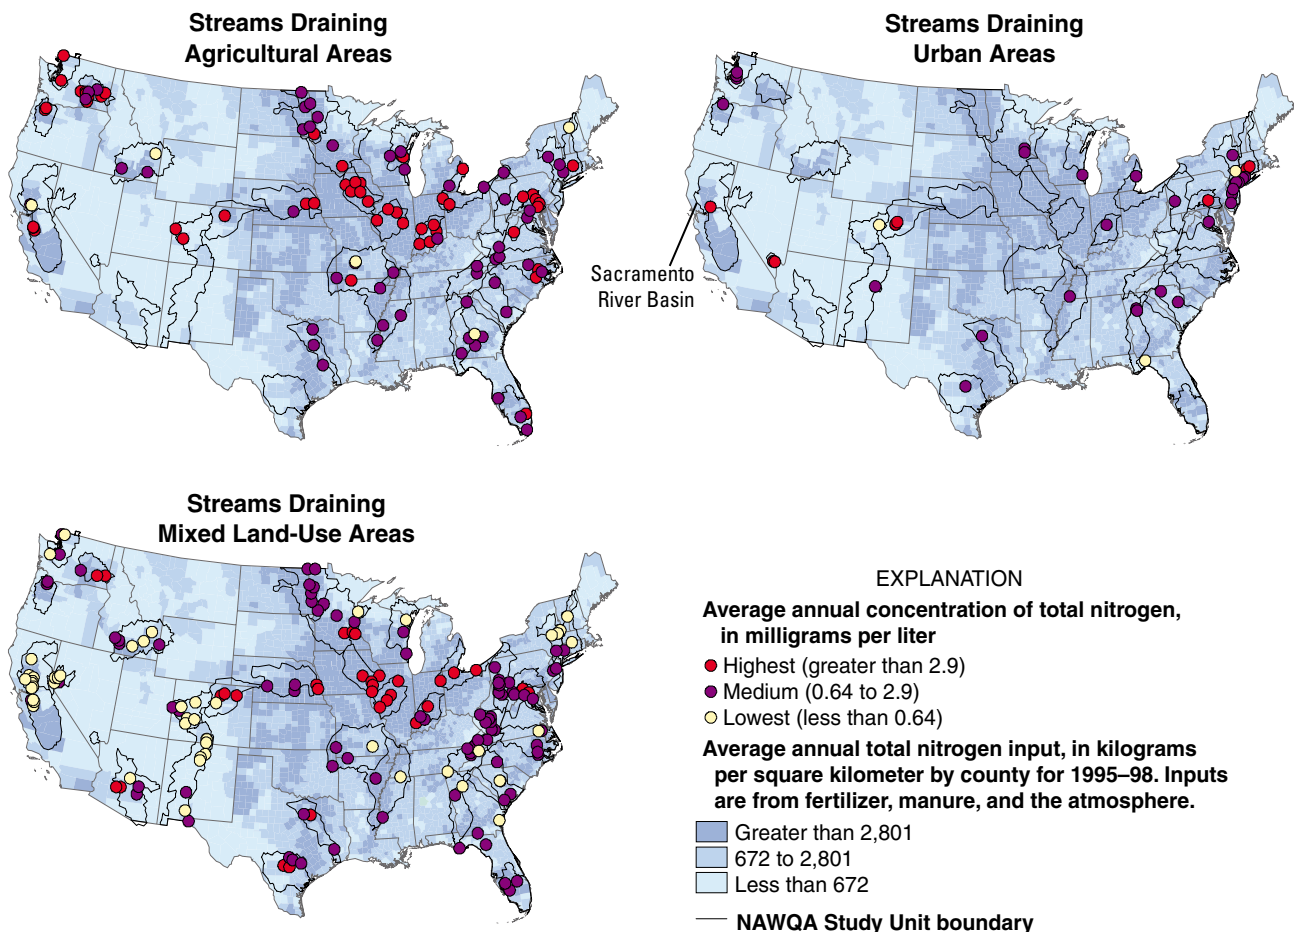 Streams Draining
Agricultural Areas
Streams Draining
Urban Areas
Sacramento
River Basin
Streams Draining
Mixed Land-Use Areas
EXPLANATION
Average annual concentration of total nitrogen,
in milligrams per liter
Highest (greater than 2.9)
Medium (0.64 to 2.9)
Lowest (less than 0.64)
Average annual total nitrogen input, in kilograms
per square kilometer by county for 1995–98. Inputs
are from fertilizer, manure, and the atmosphere.
Greater than 2,801
672 to 2,801
Less than 672
NAWQA Study Unit boundary